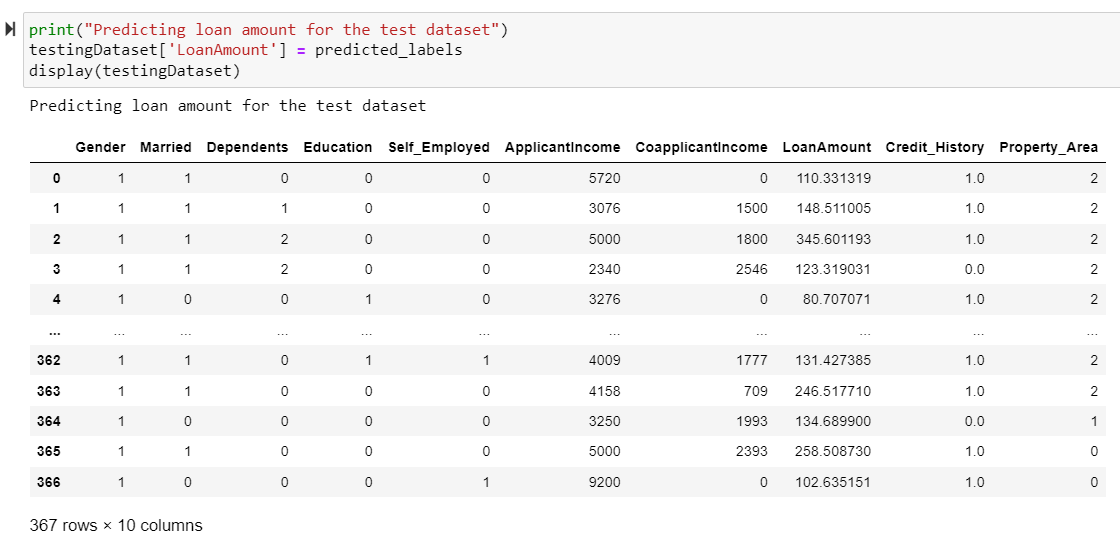 print("Predicting loan amount for the test dataset")
testingDataset['LoanAmount'] = predicted_labels
display(testingDataset)
Predicting loan amount for the test dataset
Gender Married Dependents Education Self_Employed ApplicantIncome CoapplicantIncome LoanAmount Credit_History Property_Area
0 1 1 0 0 0 5720 0 110.331319 1.0 2
1 1 1 1 0 0 3076 1500 148.511005 1.0 2
2 1 1 2 0 0 5000 1800 345.601193 1.0 2
3 1 1 2 0 0 2340 2546 123.319031 0.0 2
4 1 0 0 1 0 3276 0 80.707071 1.0 2
... ... ... ... ... ... ... ... ... ... ...
362 1 1 0 1 1 4009 1777 131.427385 1.0 2
363 1 1 0 0 0 4158 709 246.517710 1.0 2
364 1 0 0 0 0 3250 1993 134.689900 0.0 1
365 1 1 0 0 0 5000 2393 258.508730 1.0 0
366 1 0 0 0 1 9200 0 102.635151 1.0 0
367 rows × 10 columns